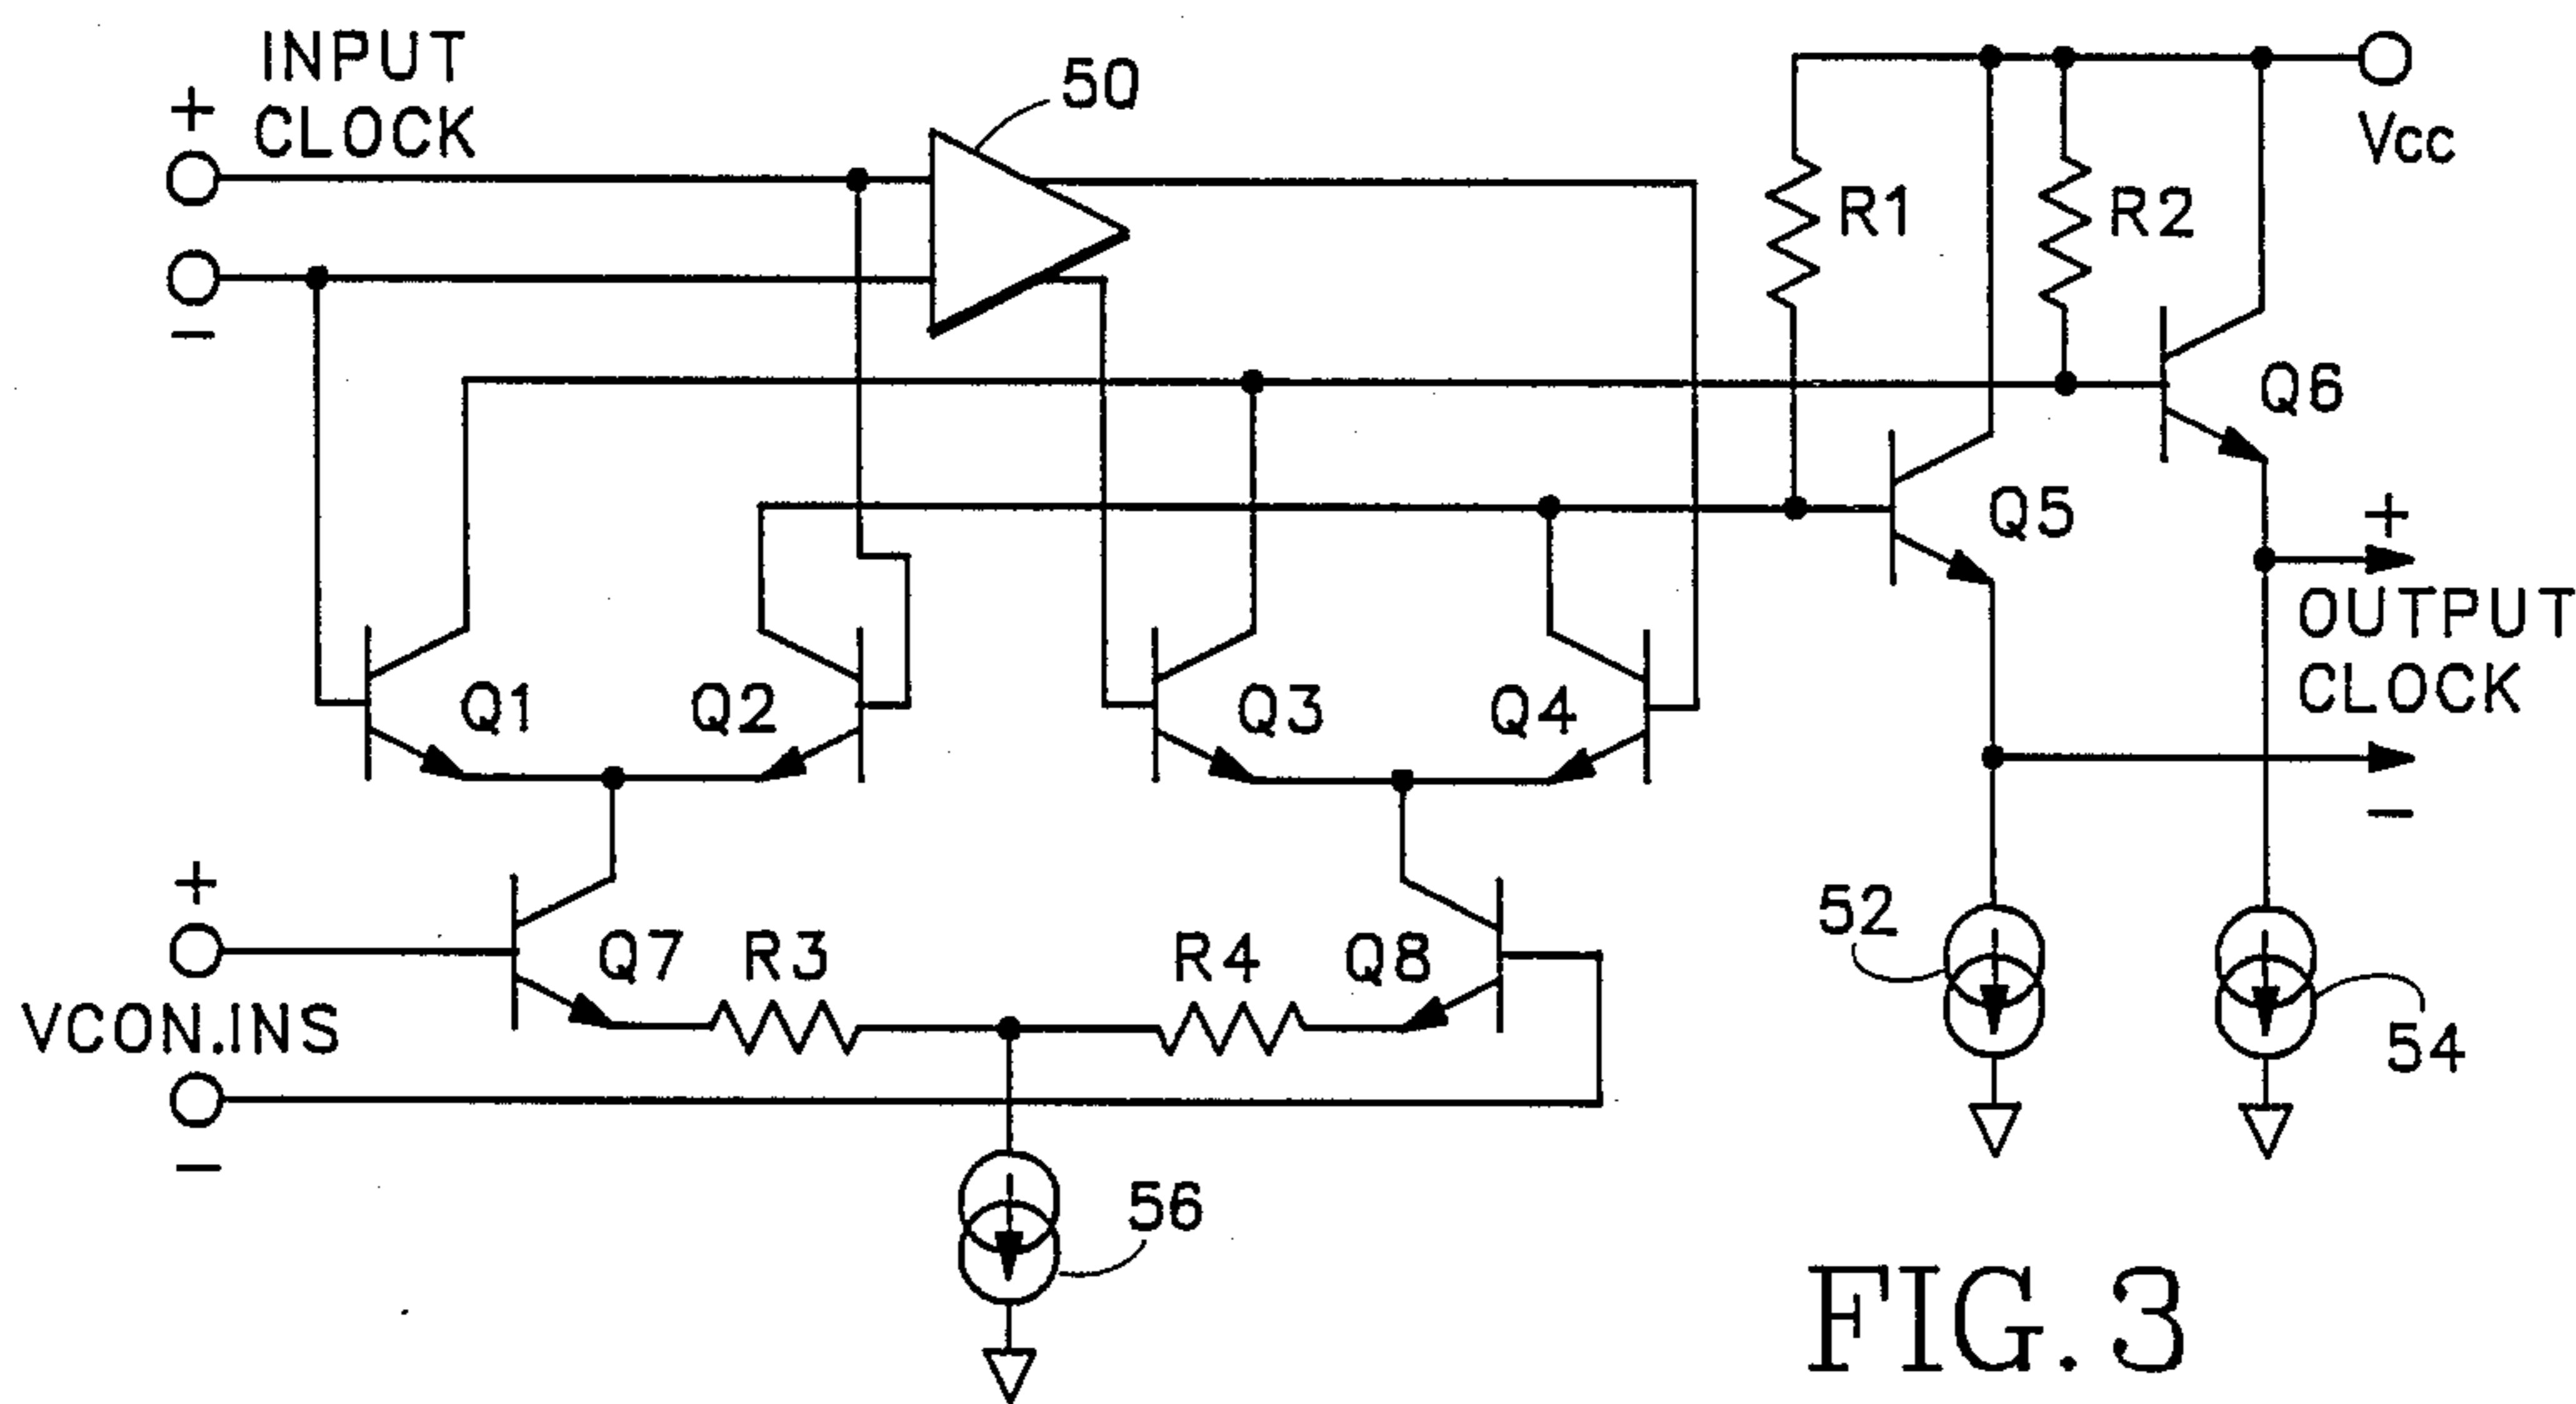 INPUT
CLOCK
+
-
50
R1
R2
Vcc
Q6
Q5
+
OUTPUT
CLOCK
-
Q1
Q2
Q3
Q4
+
VCON.INS
-
Q7
R3
R4
Q8
52
54
56
FIG. 3